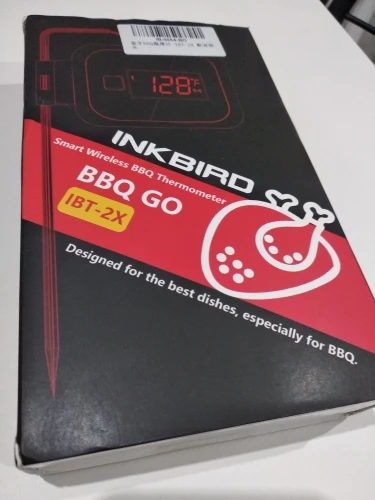 128°F
INKBIRD
Smart Wireless BBQ Thermometer
BBQ GO
IBT-2X
Designed for the best dishes, especially for BBQ.